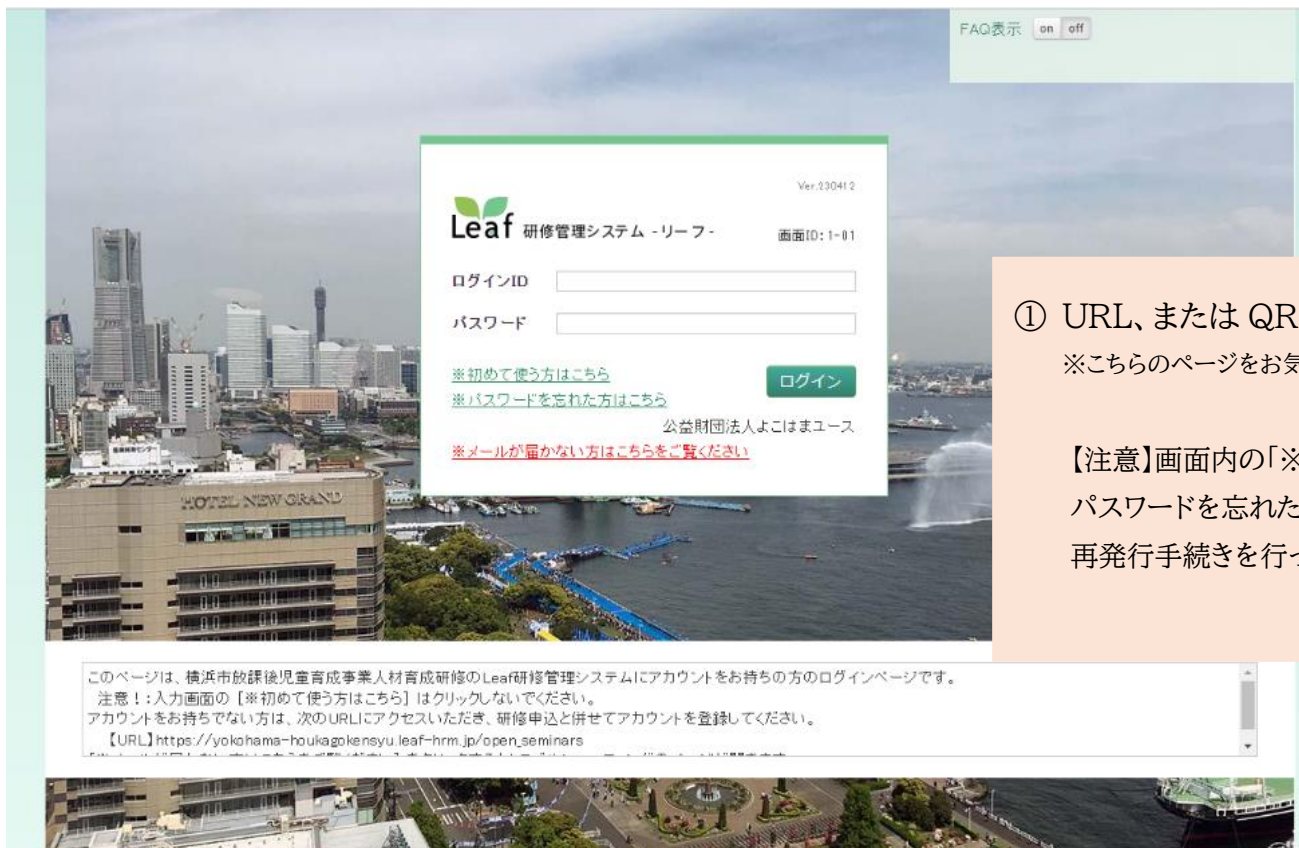 FAQ表示 on off
Ver.230412
Leaf 研修管理システム -リーフ-
画面ID:1-01
ログインID
パスワード
※初めて使う方はこちら
ログイン
※パスワードを忘れた方はこちら
公益財団法人よこはまユース
※メールが届かない方はこちらをご覧ください
HOTEL NEW GRAND
① URL、または QR
※こちらのページをお気
【注意】画面内の「※
パスワードを忘れた
再発行手続きを行っ
このページは、横浜市放課後児童育成事業人材育成研修のLeaf研修管理システムにアカウントをお持ちの方のログインページです。
注意！:入力画面の［※初めて使う方はこちら］はクリックしないでください。
アカウントをお持ちでない方は、次のURLにアクセスいただき、研修申込と併せてアカウントを登録してください。
【URL】https://yokohama-houkagokensyu.leaf-hrm.jp/open_seminars